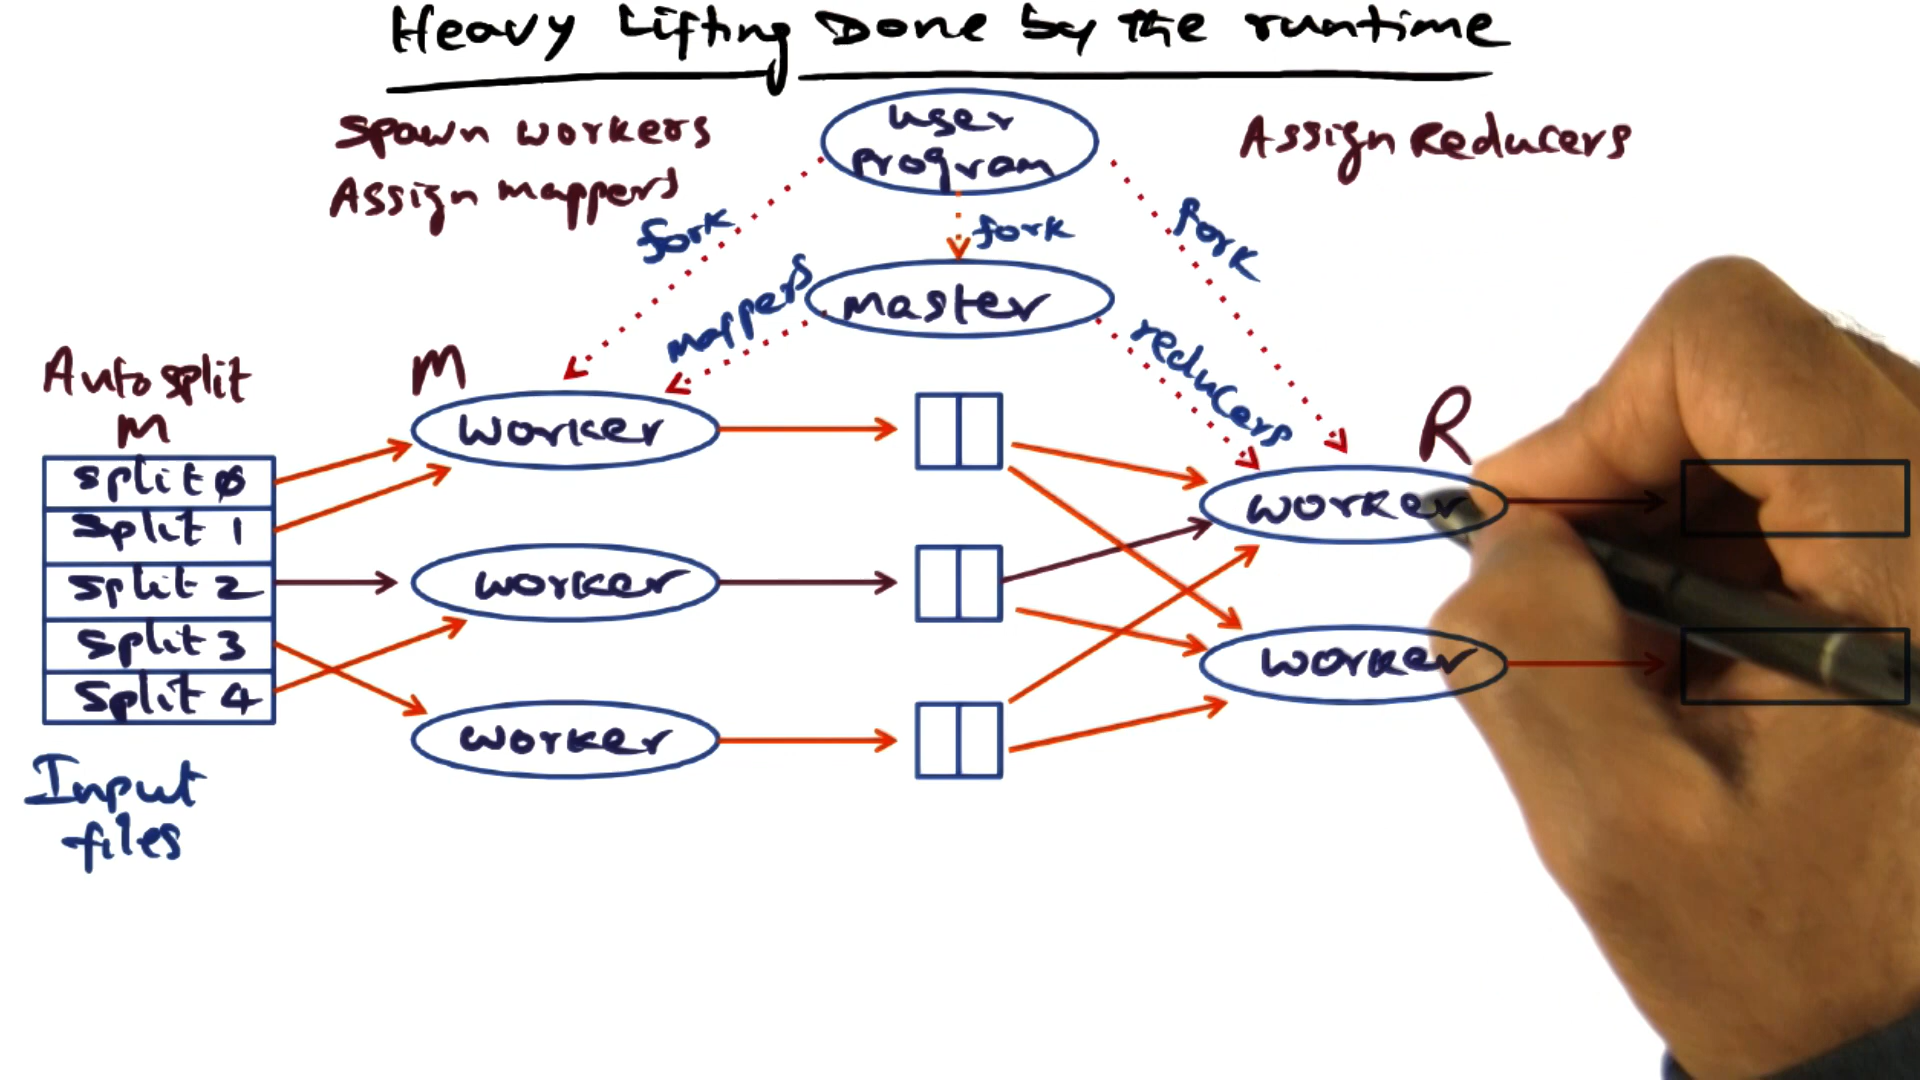 Heavy Lifting Done by the runtime
Spawn workers
Assign mappers
user
program
Assign Reducers
fork
fork
fork
mappers
master
reducers
Auto split
M
M
R
split 0
split 1
split 2
split 3
split 4
worker
worker
worker
worker
worker
Input
files